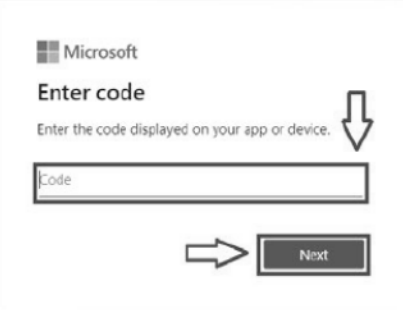 Microsoft
Enter code
Enter the code displayed on your app or device.
Code
Next